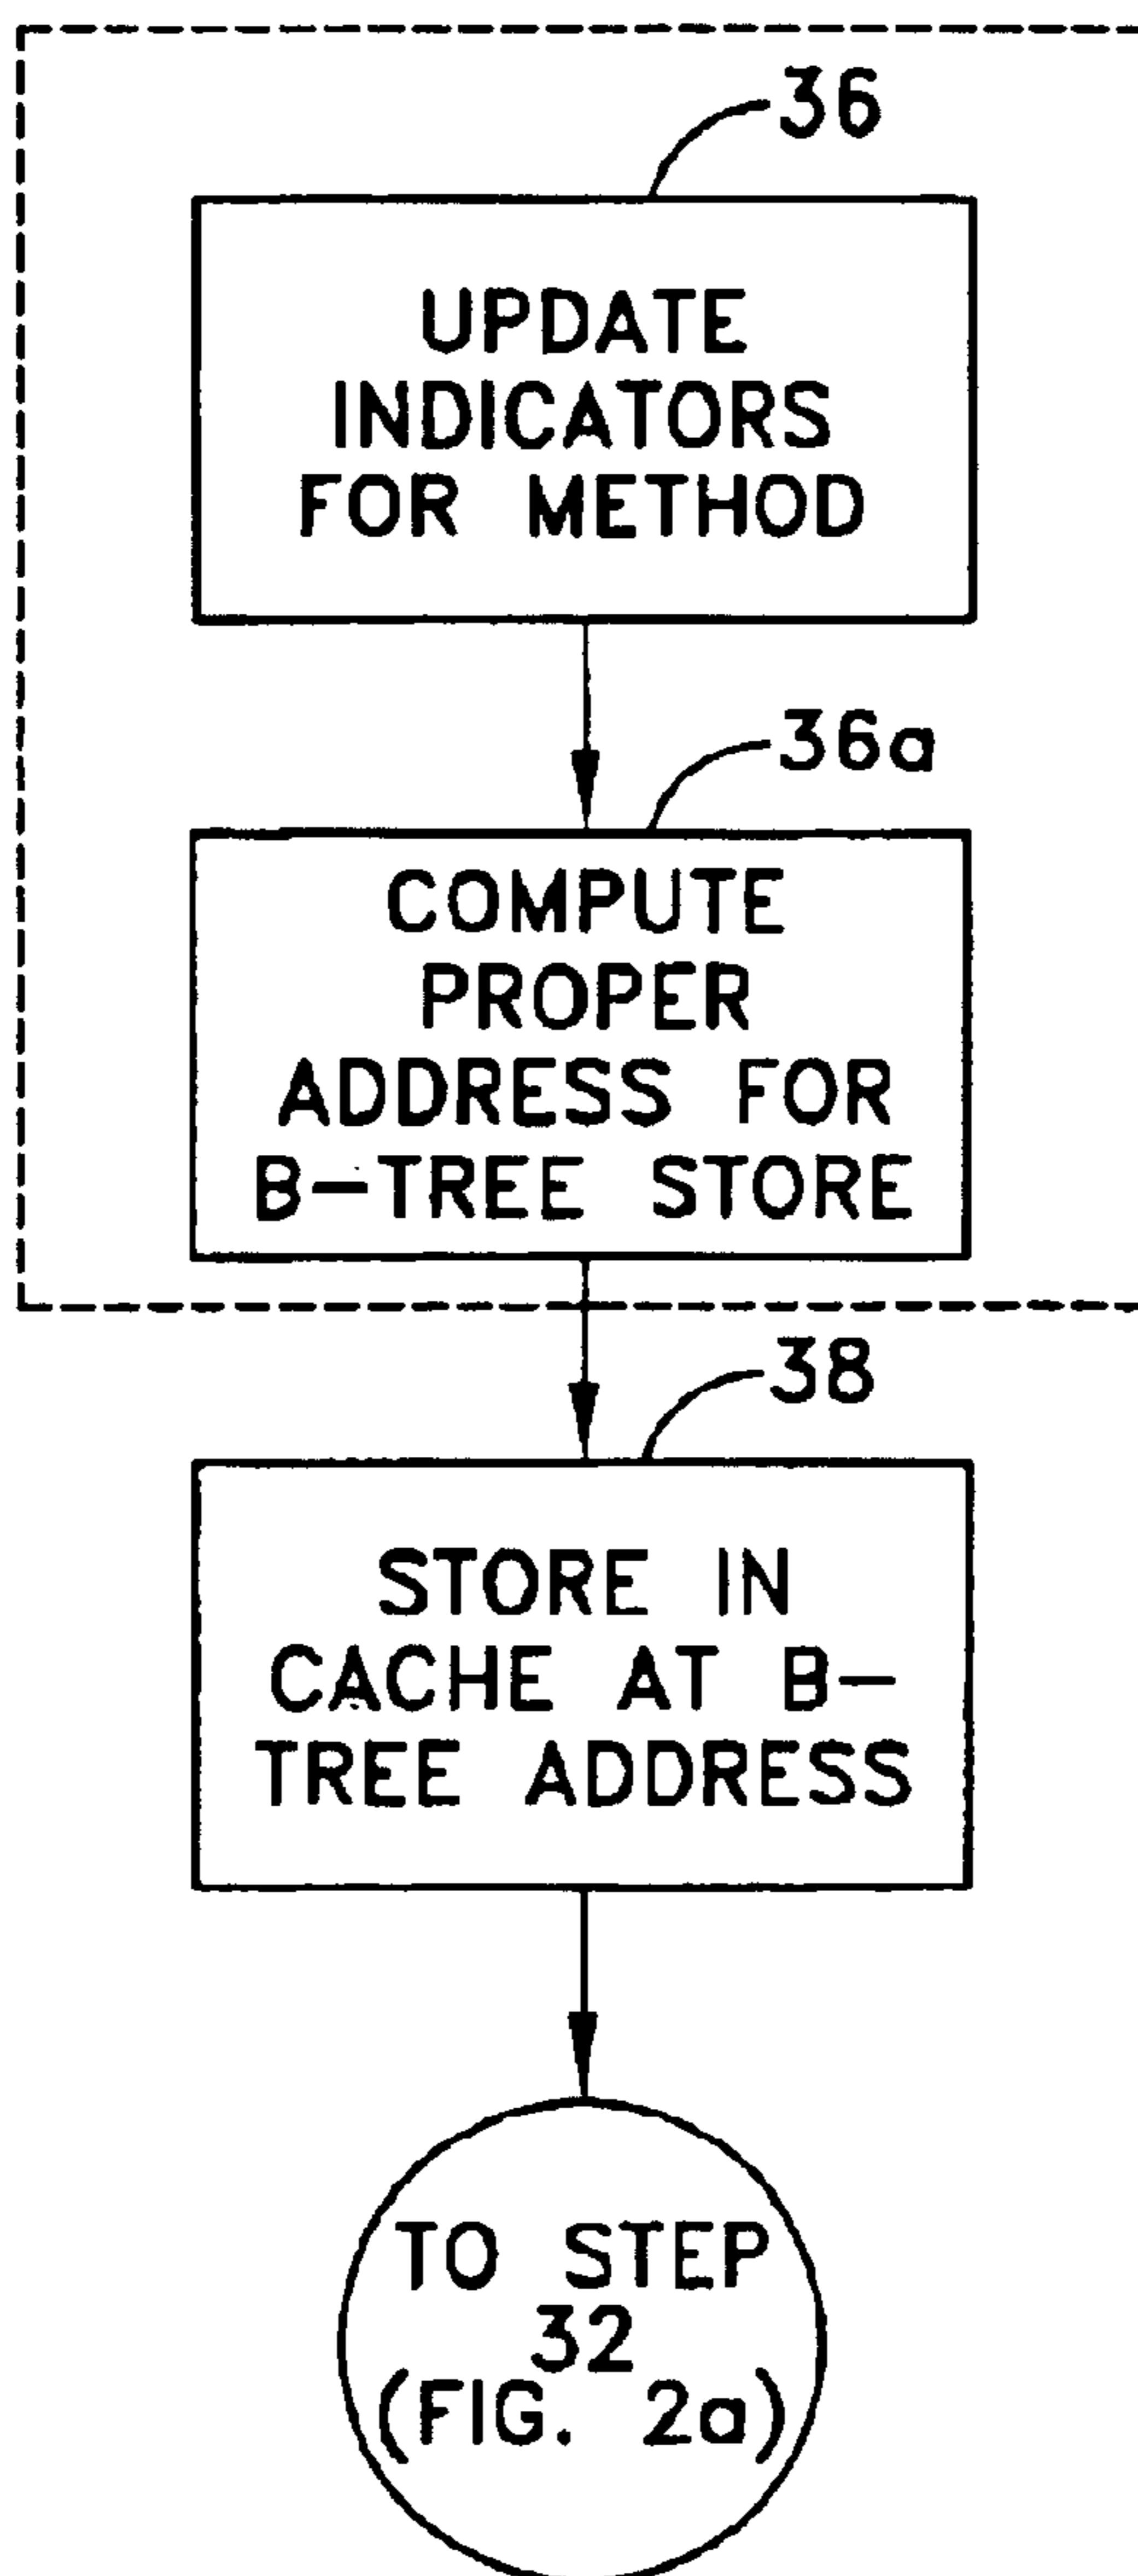 36
UPDATE
INDICATORS
FOR METHOD
36a
COMPUTE
PROPER
ADDRESS FOR
B-TREE STORE
38
STORE IN
CACHE AT B-
TREE ADDRESS
TO STEP
32
(FIG. 2a)